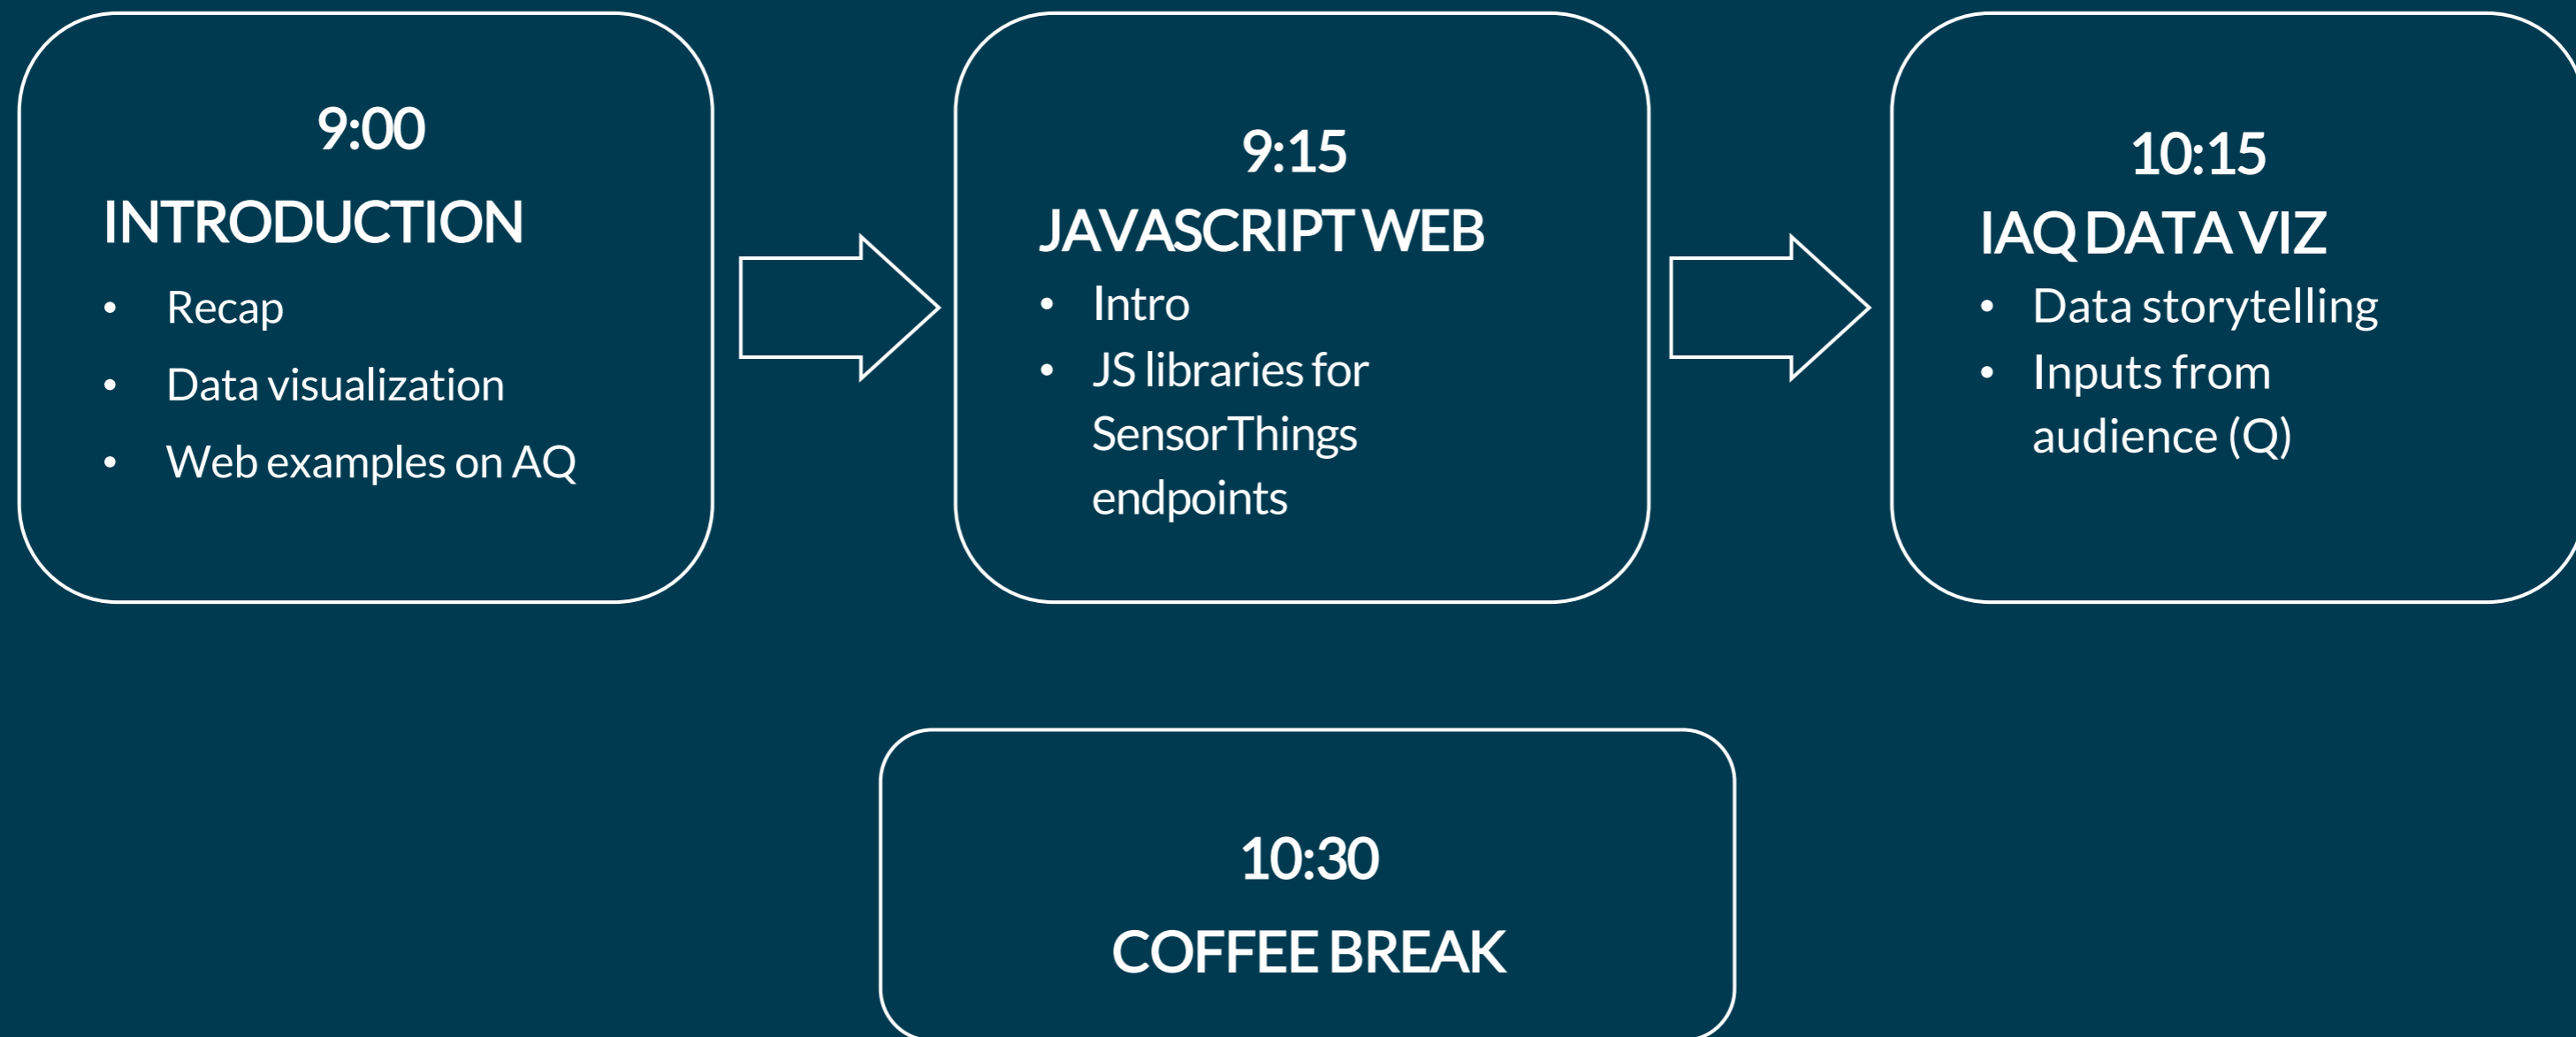 9:00
INTRODUCTION
• Recap
• Data visualization
• Web examples on AQ
9:15
JAVASCRIPT WEB
• Intro
• JS libraries for
SensorThings
endpoints
10:15
IAQ DATA VIZ
• Data storytelling
• Inputs from
audience (Q)
10:30
COFFEE BREAK